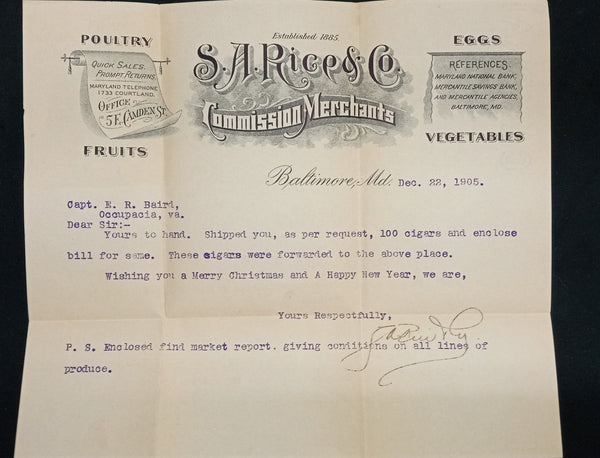 Established 1885.
POULTRY
EGGS
S. A. Rice & Co.
Commission Merchants
QUICK SALES.
PROMPT RETURNS.
MARYLAND TELEPHONE
1733 COURTLAND.
OFFICE
5 E. CAMDEN ST.
REFERENCES.
MARYLAND NATIONAL BANK,
MERCANTILE SAVINGS BANK,
AND MERCANTILE AGENCIES,
BALTIMORE, MD.
FRUITS
VEGETABLES
Baltimore, Md. Dec. 22, 1905.
Capt. E. R. Baird,
Occupacia, va.
Dear Sir:-
Yours to hand. Shipped you, as per request, 100 cigars and enclose
bill for same. These cigars were forwarded to the above place.
Wishing you a Merry Christmas and A Happy New Year, we are,
Yours Respectfully,
S A Rice & Co.
P. S. Enclosed find market report. giving conditions on all lines of
produce.